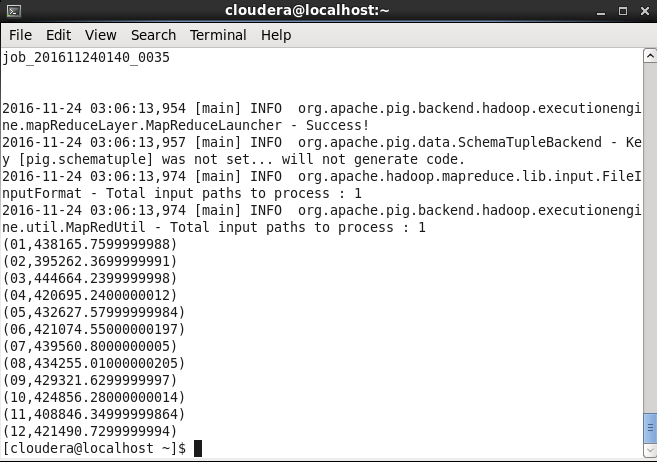 cloudera@localhost:~
File Edit View Search Terminal Help
job_201611240140_0035
2016-11-24 03:06:13,954 [main] INFO  org.apache.pig.backend.hadoop.executionengi
ne.mapReduceLayer.MapReduceLauncher - Success!
2016-11-24 03:06:13,957 [main] INFO  org.apache.pig.data.SchemaTupleBackend - Ke
y [pig.schematuple] was not set... will not generate code.
2016-11-24 03:06:13,974 [main] INFO  org.apache.hadoop.mapreduce.lib.input.FileI
nputFormat - Total input paths to process : 1
2016-11-24 03:06:13,974 [main] INFO  org.apache.pig.backend.hadoop.executionengi
ne.util.MapRedUtil - Total input paths to process : 1
(01,438165.7599999988)
(02,395262.3699999991)
(03,444664.2399999998)
(04,420695.2400000012)
(05,432627.57999999984)
(06,421074.55000000197)
(07,439560.8000000005)
(08,434255.01000000205)
(09,429321.6299999997)
(10,424856.28000000014)
(11,408846.34999999864)
(12,421490.7299999994)
[cloudera@localhost ~]$